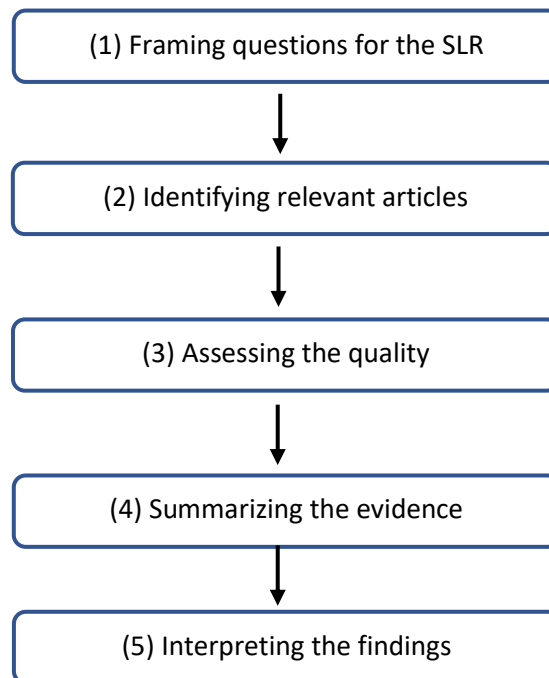 (1) Framing questions for the SLR
(2) Identifying relevant articles
(3) Assessing the quality
(4) Summarizing the evidence
(5) Interpreting the findings